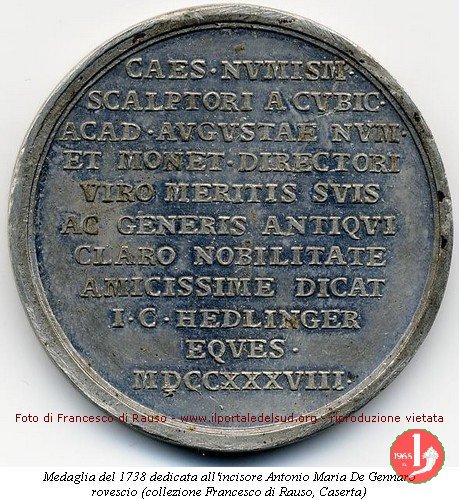 CAES·NVMISM·
SCALPTORI A CVBIC·
ACAD·AVGVSTAE NVM·
ET MONET·DIRECTORI
VIRO MERITIS SVIS
AC GENERIS ANTIQVI
CLARO NOBILITATE
AMICISSIME DICAT
I·C·HEDLINGER
EQVES·
MDCCXXXVIII·
Foto di Francesco di Rauso - www.ilportaledelsud.org - riproduzione vietata
1965
Medaglia del 1738 dedicata all'incisore Antonio Maria De Gennaro
rovescio (collezione Francesco di Rauso, Caserta)